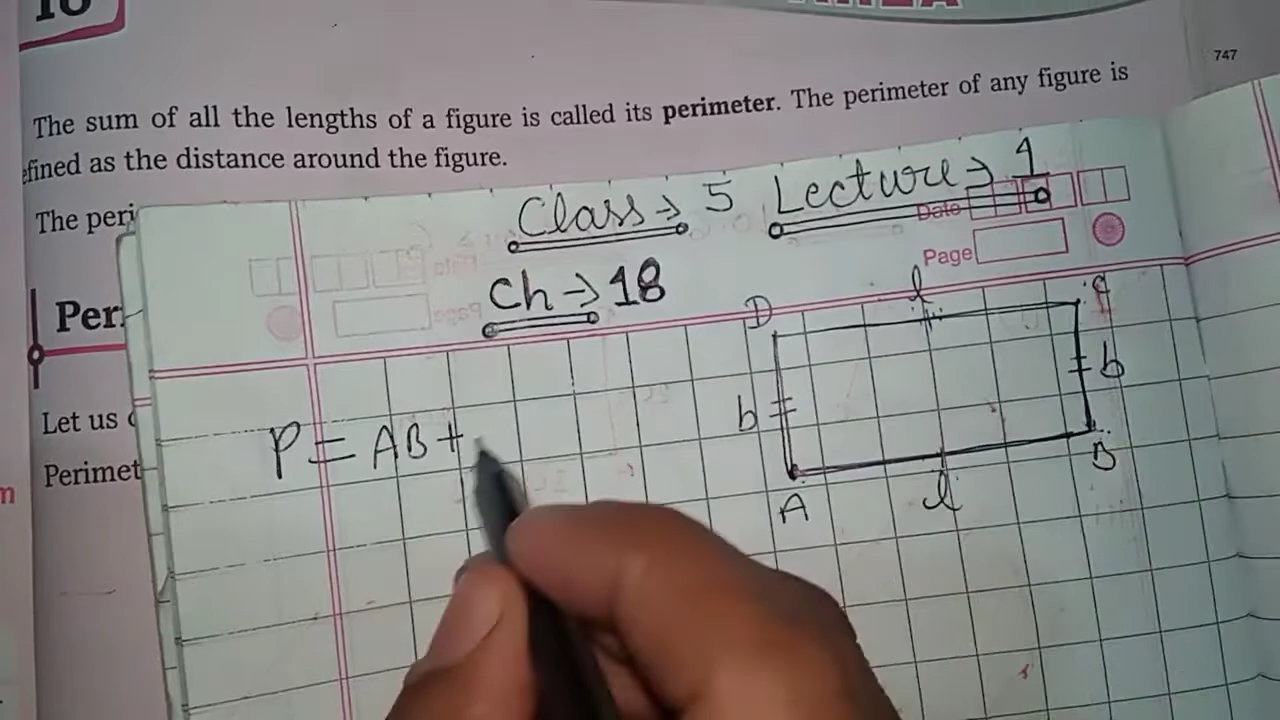 18
747
The sum of all the lengths of a figure is called its perimeter. The perimeter of any figure is
efined as the distance around the figure.
The peri
Class → 5 Lecture → 1
Date
Page
Ch → 18
Per
Let us
Perimet
P = AB +
D
l
b
b
A
l
B